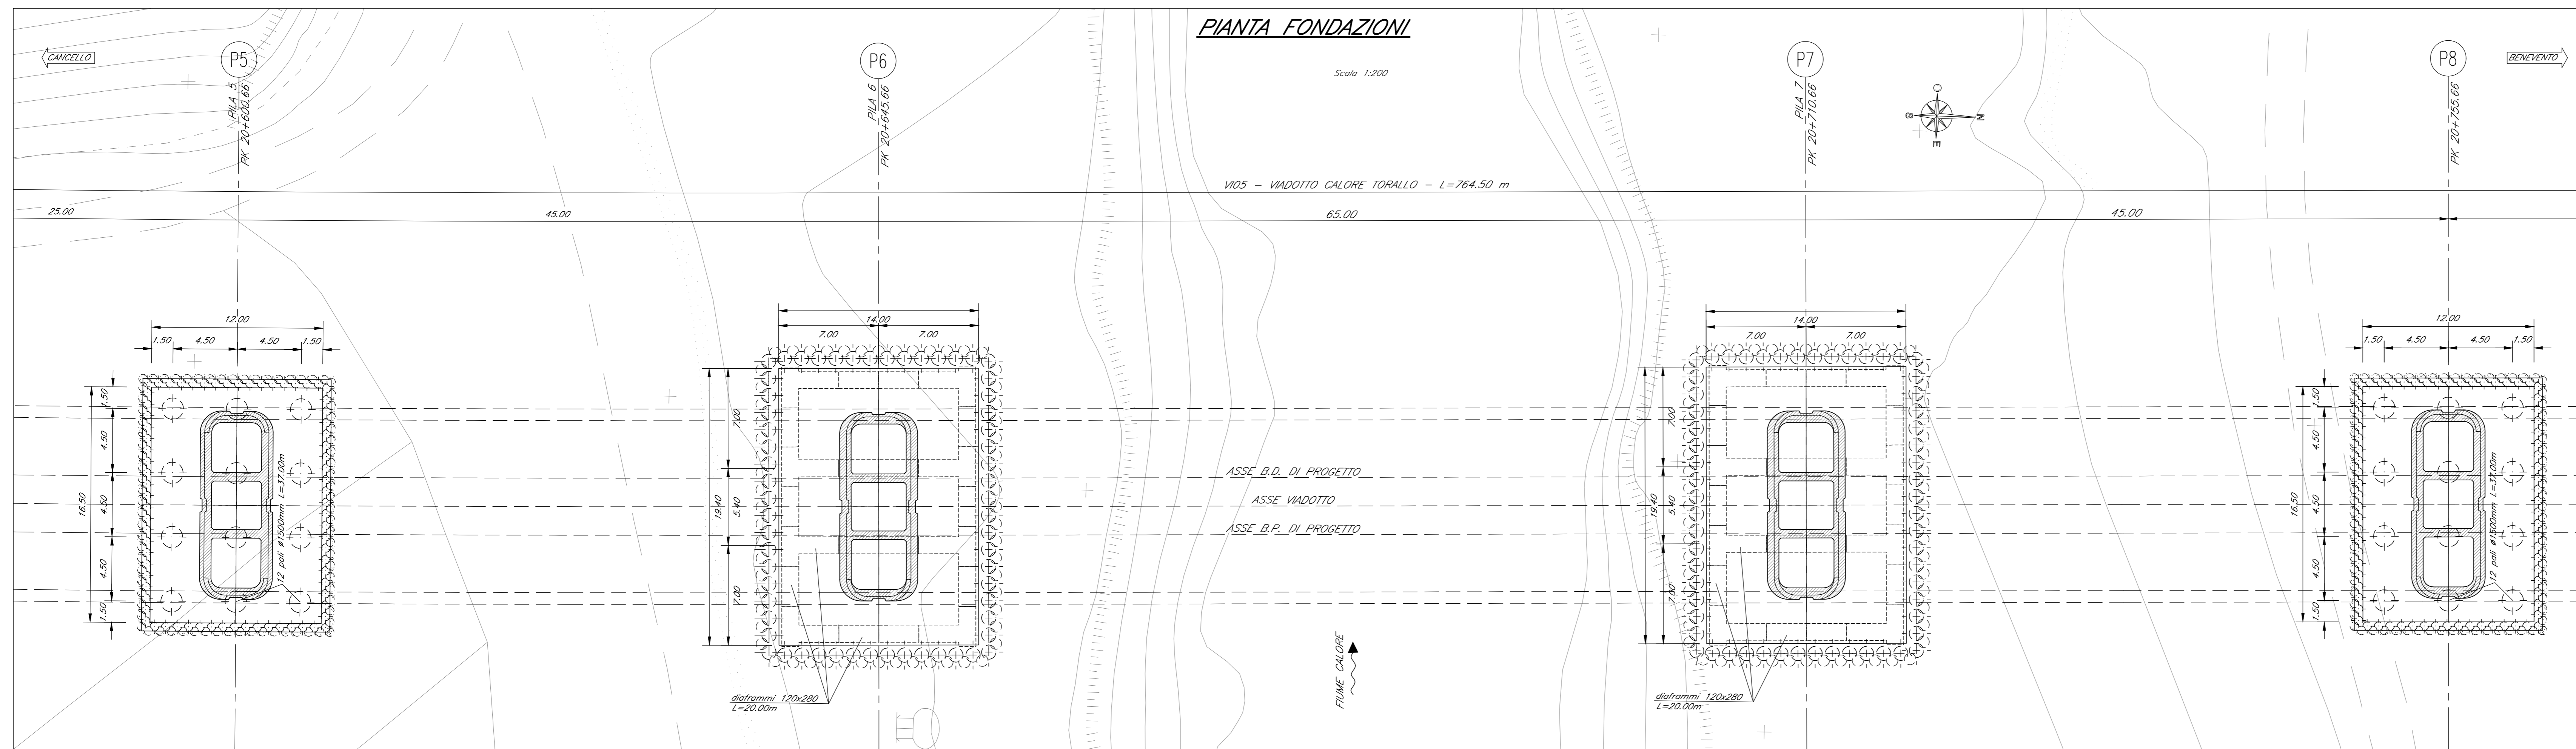 PIANTA FONDAZIONI
Scala 1:200
CANCELLO
BENEVENTO
P5
PILA 5
PK 20+600.66
P6
PILA 6
PK 20+645.66
P7
PILA 7
PK 20+710.66
P8
PK 20+755.66
O
S
N
E
VI05 - VIADOTTO CALORE TORALLO - L=764.50 m
25.00
45.00
65.00
45.00
12.00
1.50
4.50
4.50
1.50
16.50
1.50
4.50
4.50
4.50
1.50
12 pali ø1500mm L=37.00m
14.00
7.00
7.00
19.40
7.00
5.40
7.00
diaframmi 120x280
L=20.00m
ASSE B.D. DI PROGETTO
ASSE VIADOTTO
ASSE B.P. DI PROGETTO
FIUME CALORE
14.00
7.00
7.00
19.40
7.00
5.40
7.00
diaframmi 120x280
L=20.00m
12.00
1.50
4.50
4.50
1.50
16.50
1.50
4.50
4.50
4.50
1.50
12 pali ø1500mm L=37.00m